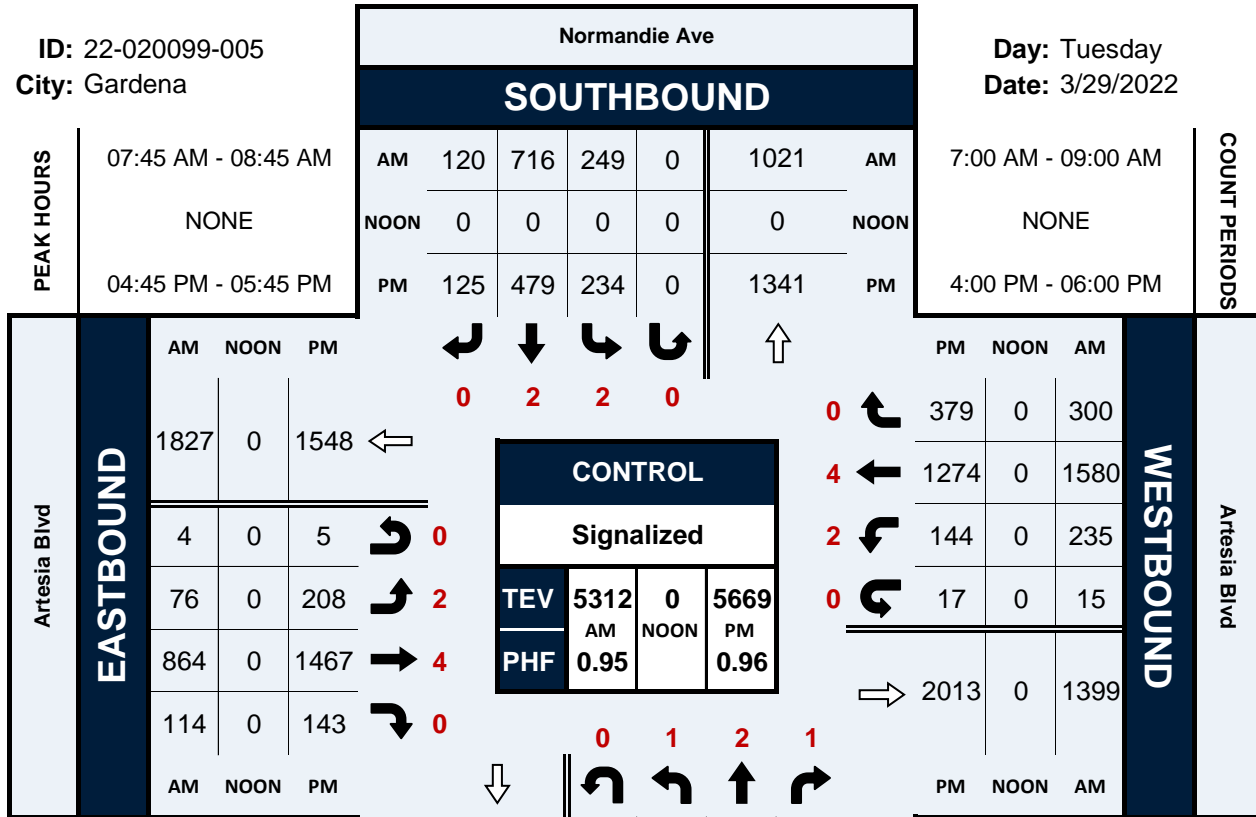 ID: 22-020099-005
City: Gardena
Normandie Ave
SOUTHBOUND
Day: Tuesday
Date: 3/29/2022
PEAK HOURS
07:45 AM - 08:45 AM
NONE
04:45 PM - 05:45 PM
AM 120 716 249 0 1021 AM
NOON 0 0 0 0 0 NOON
PM 125 479 234 0 1341 PM
7:00 AM - 09:00 AM
NONE
4:00 PM - 06:00 PM
COUNT PERIODS
0 2 2 0
Artesia Blvd
EASTBOUND
AM NOON PM
1827 0 1548
4 0 5 0
76 0 208 2
864 0 1467 4
114 0 143 0
AM NOON PM
CONTROL
Signalized
TEV 5312 0 5669
AM NOON PM
PHF 0.95 0.96
PM NOON AM
0 379 0 300
4 1274 0 1580
2 144 0 235
0 17 0 15
2013 0 1399
PM NOON AM
WESTBOUND
Artesia Blvd
0 1 2 1